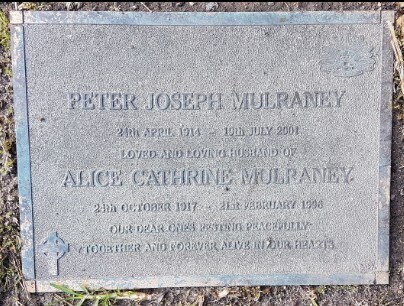 PETER JOSEPH MULRANEY
24TH APRIL 1914 - 19TH JULY 2001
LOVED AND LOVING HUSBAND OF
ALICE CATHRINE MULRANEY
24TH OCTOBER 1917 - 21ST FEBRUARY 1998
OUR DEAR ONES RESTING PEACEFULLY
TOGETHER AND FOREVER ALIVE IN OUR HEARTS